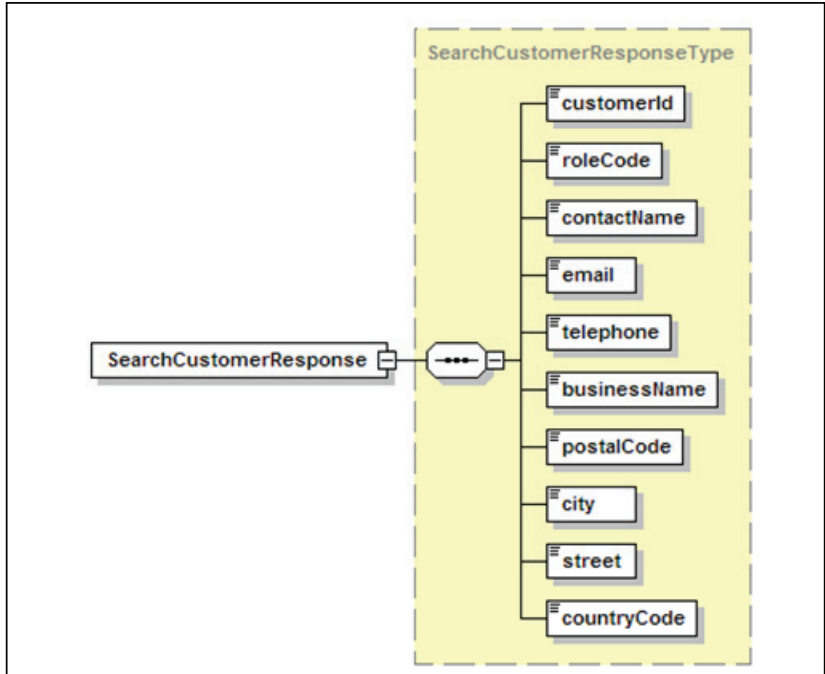 SearchCustomerResponseType
customerId
roleCode
contactName
email
telephone
SearchCustomerResponse
businessName
postalCode
city
street
countryCode